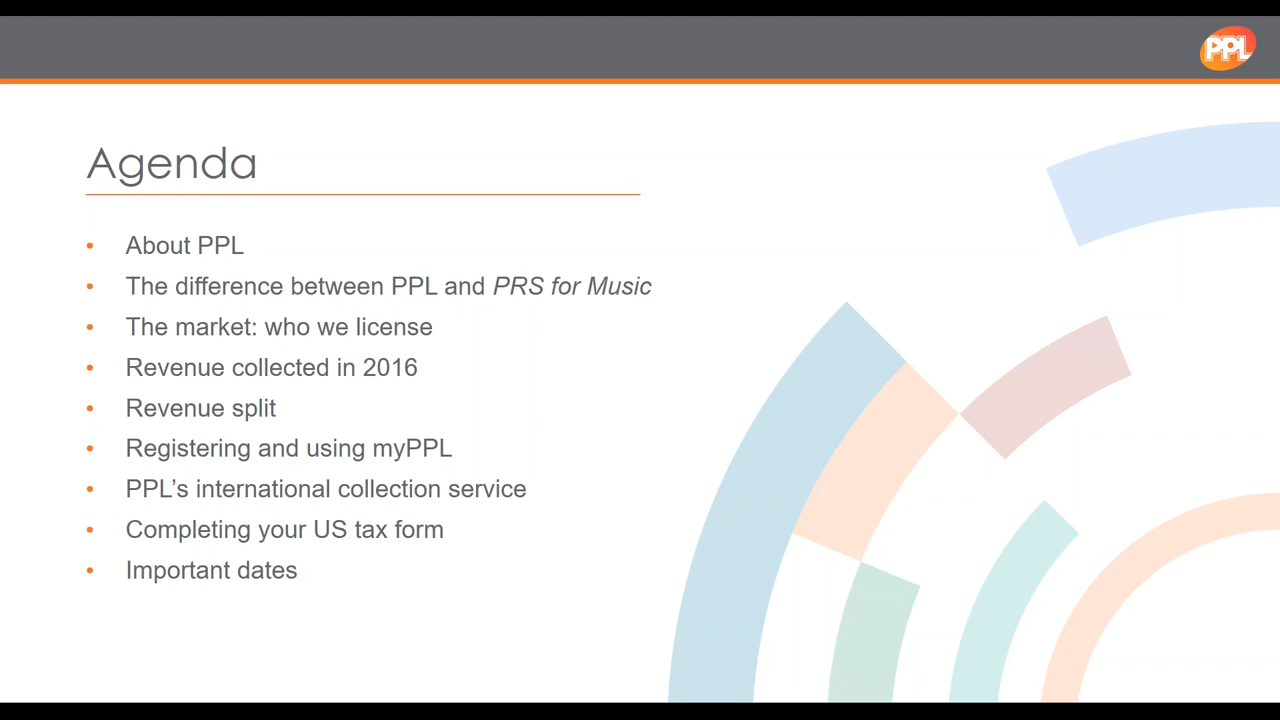 PPL
Agenda
• About PPL
• The difference between PPL and PRS for Music
• The market: who we license
• Revenue collected in 2016
• Revenue split
• Registering and using myPPL
• PPL’s international collection service
• Completing your US tax form
• Important dates